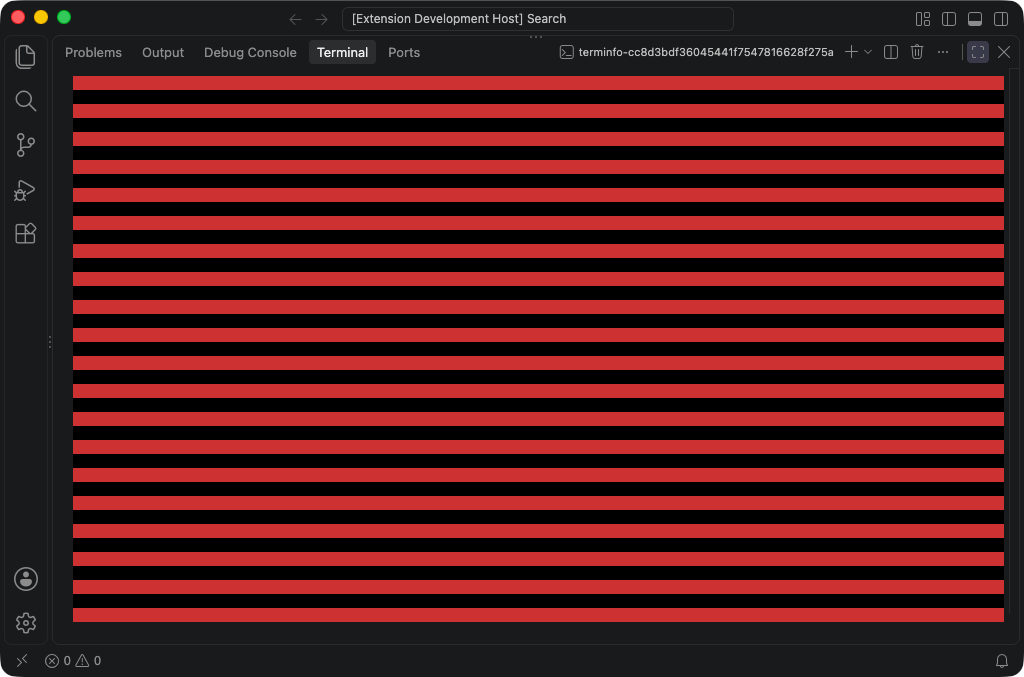 [Extension Development Host] Search
Problems Output Debug Console Terminal Ports terminfo-cc8d3bdf36045441f7547816628f275a
0 0